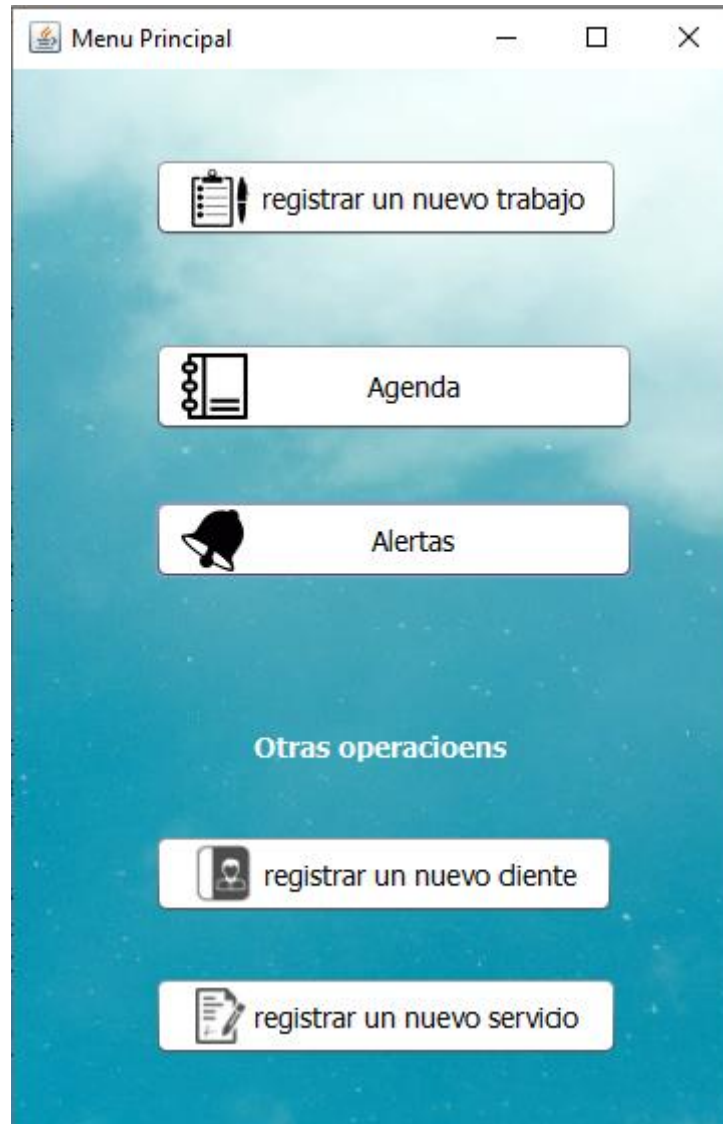 Menu Principal
registrar un nuevo trabajo
Agenda
Alertas
Otras operacioens
registrar un nuevo cliente
registrar un nuevo servicio